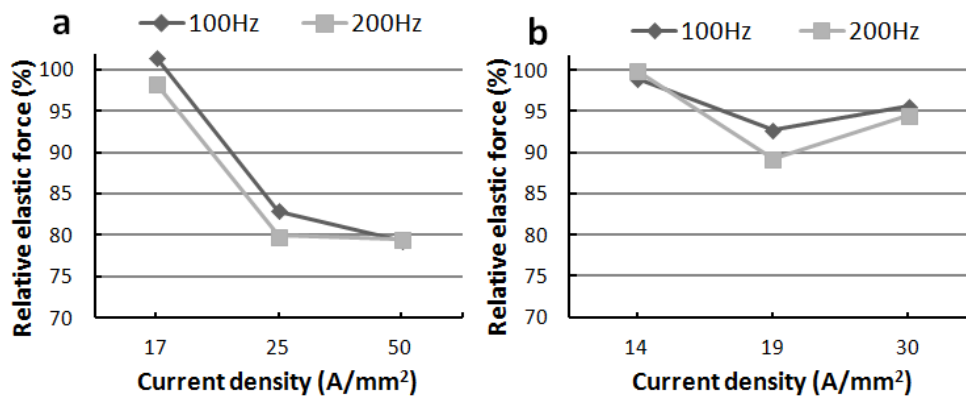 a
100Hz
200Hz
Relative elastic force (%)
100
95
90
85
80
75
70
17
25
50
Current density (A/mm²)
b
100Hz
200Hz
Relative elastic force (%)
100
95
90
85
80
75
70
14
19
30
Current density (A/mm²)